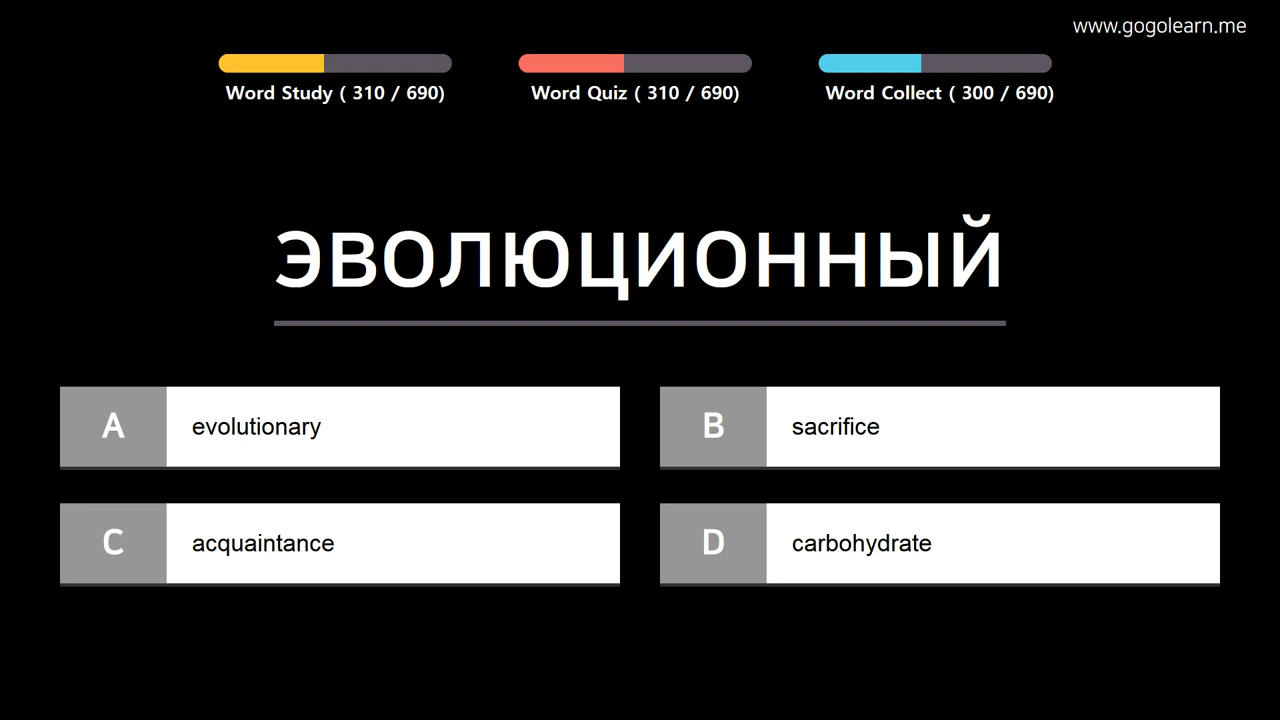 www.gogolearn.me
Word Study ( 310 / 690)
Word Quiz ( 310 / 690)
Word Collect ( 300 / 690)
эволюционный
A evolutionary
B sacrifice
C acquaintance
D carbohydrate